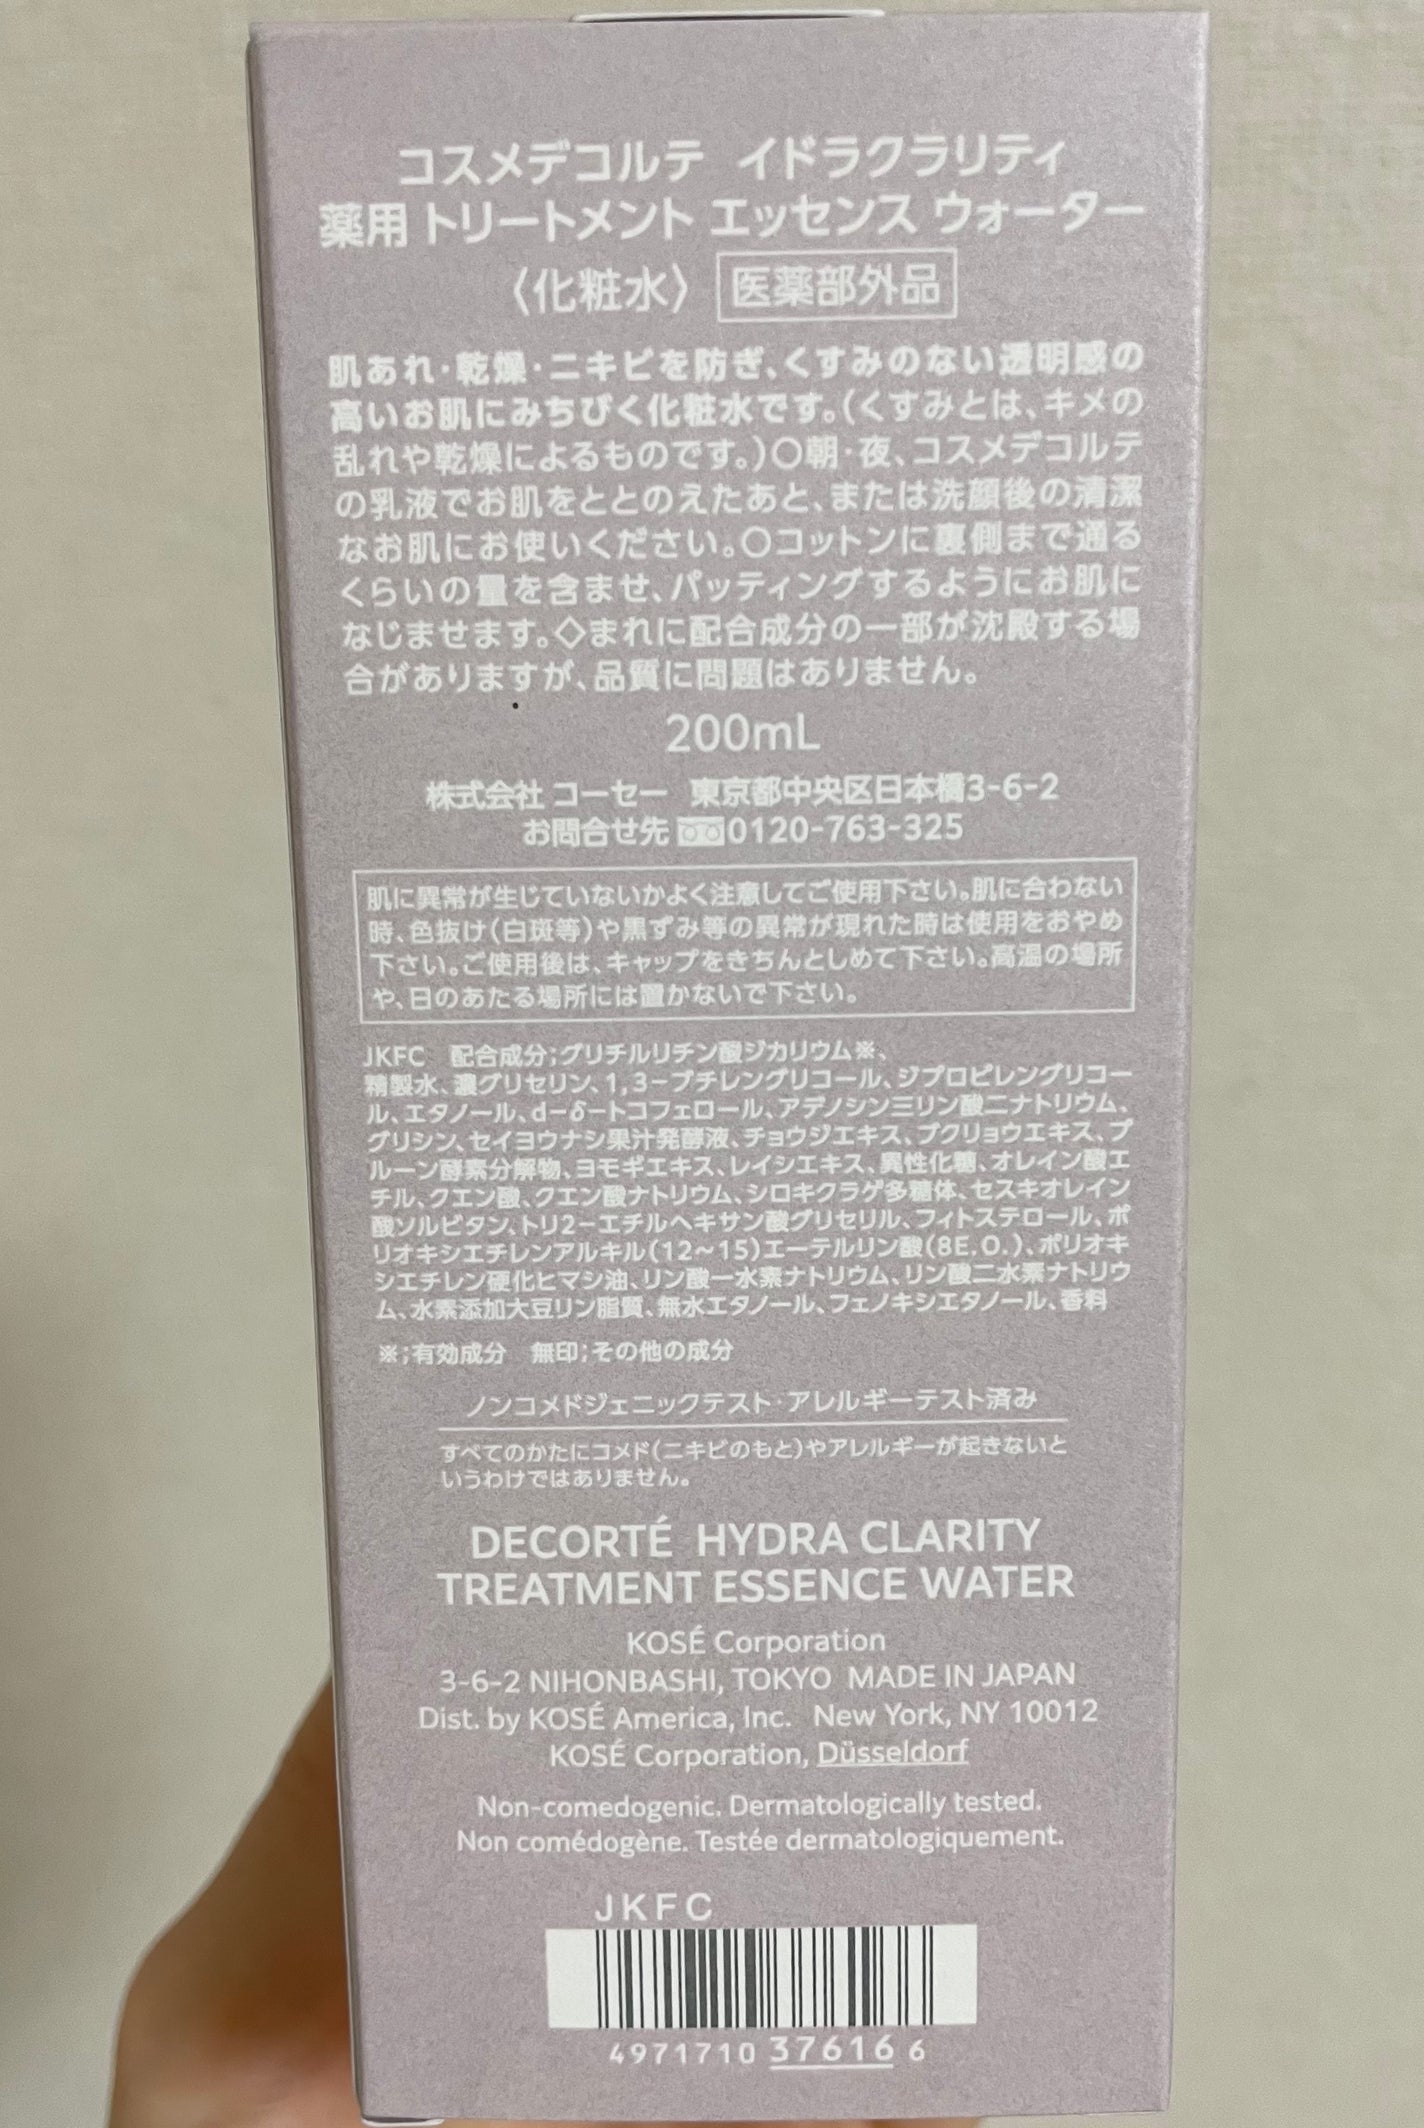 コスメデコルテ イドラクラリティ
薬用 トリートメント エッセンス ウォーター
〈化粧水〉 医薬部外品
肌あれ・乾燥・ニキビを防ぎ、くすみのない透明感の
高いお肌にみちびく化粧水です。(くすみとは、キメの
乱れや乾燥によるものです。)○朝・夜、コスメデコルテ
の乳液でお肌をととのえたあと、または洗顔後の清潔
なお肌にお使いください。○コットンに裏側まで通る
くらいの量を含ませ、パッティングするようにお肌に
なじませます。◇まれに配合成分の一部が沈殿する場
合がありますが、品質に問題はありません。
200mL
株式会社 コーセー 東京都中央区日本橋3-6-2
お問合せ先 0120-763-325
肌に異常が生じていないかよく注意してご使用下さい。肌に合わない
時、色抜け(白斑等)や黒ずみ等の異常が現れた時は使用をおやめ
下さい。ご使用後は、キャップをきちんとしめて下さい。高温の場所
や、日のあたる場所には置かないで下さい。
JKFC 配合成分;グリチルリチン酸ジカリウム※、
精製水、濃グリセリン、1,3-ブチレングリコール、ジプロピレングリコー
ル、エタノール、d-δ-トコフェロール、アデノシン三リン酸二ナトリウム、
グリシン、セイヨウナシ果汁発酵液、チョウジエキス、ブクリョウエキス、プ
ルーン酵素分解物、ヨモギエキス、レイシエキス、異性化糖、オレイン酸エ
チル、クエン酸、クエン酸ナトリウム、シロキクラゲ多糖体、セスキオレイン
酸ソルビタン、トリ2-エチルヘキサン酸グリセリル、フィトステロール、ポ
リオキシエチレンアルキル(12~15)エーテルリン酸(8E.O.)、ポリオキ
シエチレン硬化ヒマシ油、リン酸一水素ナトリウム、リン酸二水素ナトリウ
ム、水素添加大豆リン脂質、無水エタノール、フェノキシエタノール、香料
※;有効成分 無印;その他の成分
ノンコメドジェニックテスト・アレルギーテスト済み
すべてのかたにコメド(ニキビのもと)やアレルギーが起きないと
いうわけではありません。
DECORTÉ HYDRA CLARITY
TREATMENT ESSENCE WATER
KOSÉ Corporation
3-6-2 NIHONBASHI, TOKYO MADE IN JAPAN
Dist. by KOSÉ America, Inc. New York, NY 10012
KOSÉ Corporation, Düsseldorf
Non-comedogenic. Dermatologically tested.
Non comédogène. Testée dermatologiquement.
JKFC
4971710 37616 6